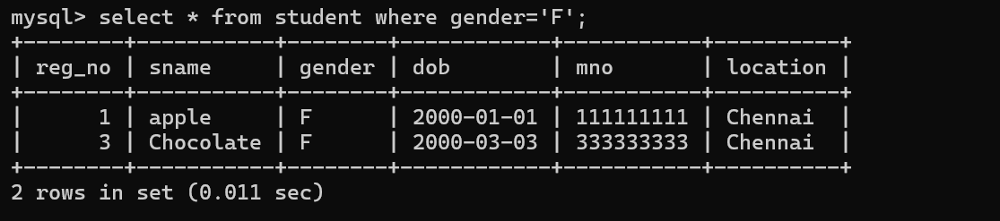 mysql> select * from student where gender='F';
+--------+-----------+--------+------------+-----------+----------+
| reg_no | sname     | gender | dob        | mno       | location |
+--------+-----------+--------+------------+-----------+----------+
|      1 | apple     | F      | 2000-01-01 | 111111111 | Chennai  |
|      3 | Chocolate | F      | 2000-03-03 | 333333333 | Chennai  |
+--------+-----------+--------+------------+-----------+----------+
2 rows in set (0.011 sec)